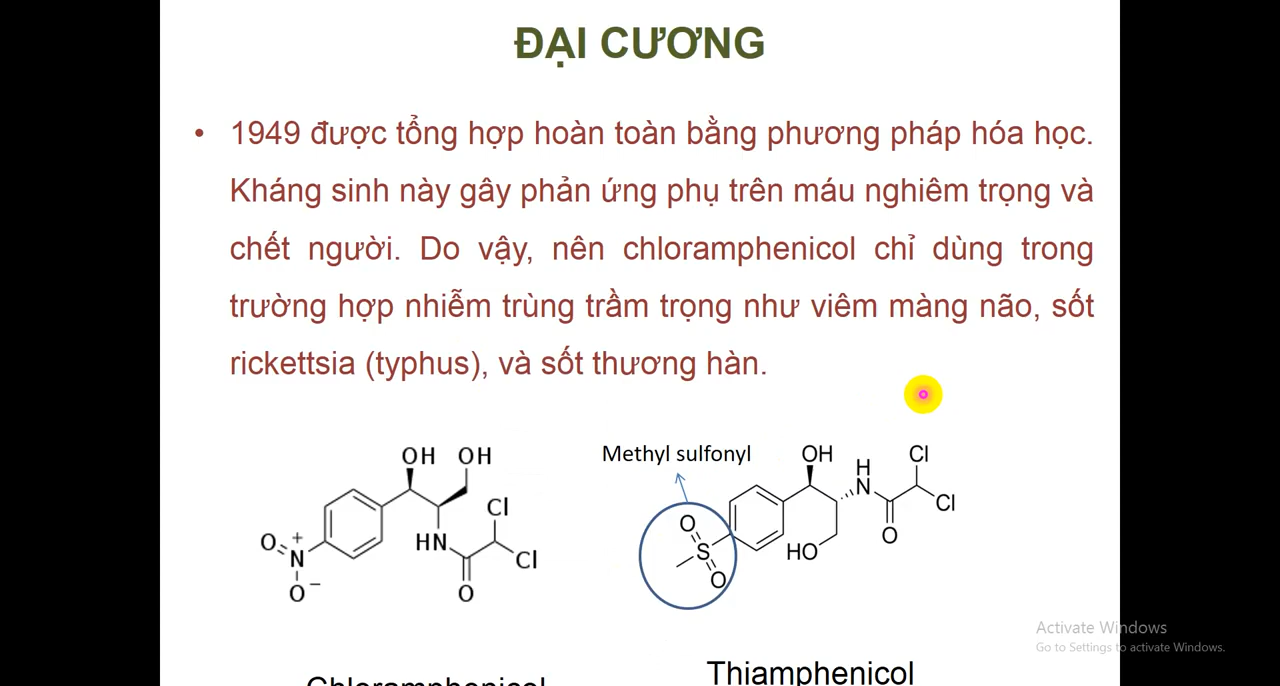 ĐẠI CƯƠNG
• 1949 được tổng hợp hoàn toàn bằng phương pháp hóa học.
Kháng sinh này gây phản ứng phụ trên máu nghiêm trọng và
chết người. Do vậy, nên chloramphenicol chỉ dùng trong
trường hợp nhiễm trùng trầm trọng như viêm màng não, sốt
rickettsia (typhus), và sốt thương hàn.
OH OH
Cl
HN
Cl
O
N
+
O
−
O
Methyl sulfonyl
OH
H
N
Cl
Cl
O
HO
O
S
O
Chloramphenicol
Thiamphenicol
Activate Windows
Go to Settings to activate Windows.